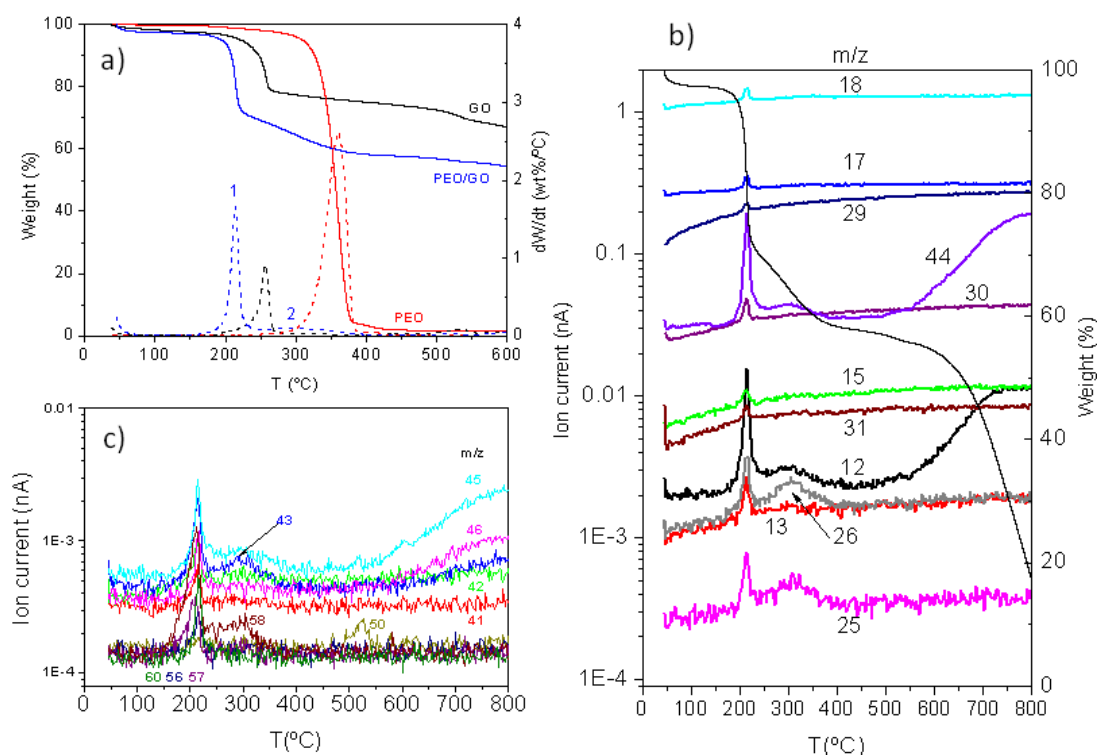 a)
100
80
60
40
20
0
Weight (%)
4
3
2
1
0
dW/dt (wt%/ºC)
GO
PEO/GO
PEO
1
2
0 100 200 300 400 500 600
T (ºC)
b)
m/z
1
0.1
0.01
1E-3
1E-4
Ion current (nA)
100
80
60
40
20
0
Weight (%)
18
17
29
44
30
15
31
12
13
26
25
0 100 200 300 400 500 600 700 800
T(ºC)
c)
0.01
1E-3
1E-4
Ion current (nA)
m/z
45
43
46
42
41
58
50
60 56 57
0 100 200 300 400 500 600 700 800
T(ºC)